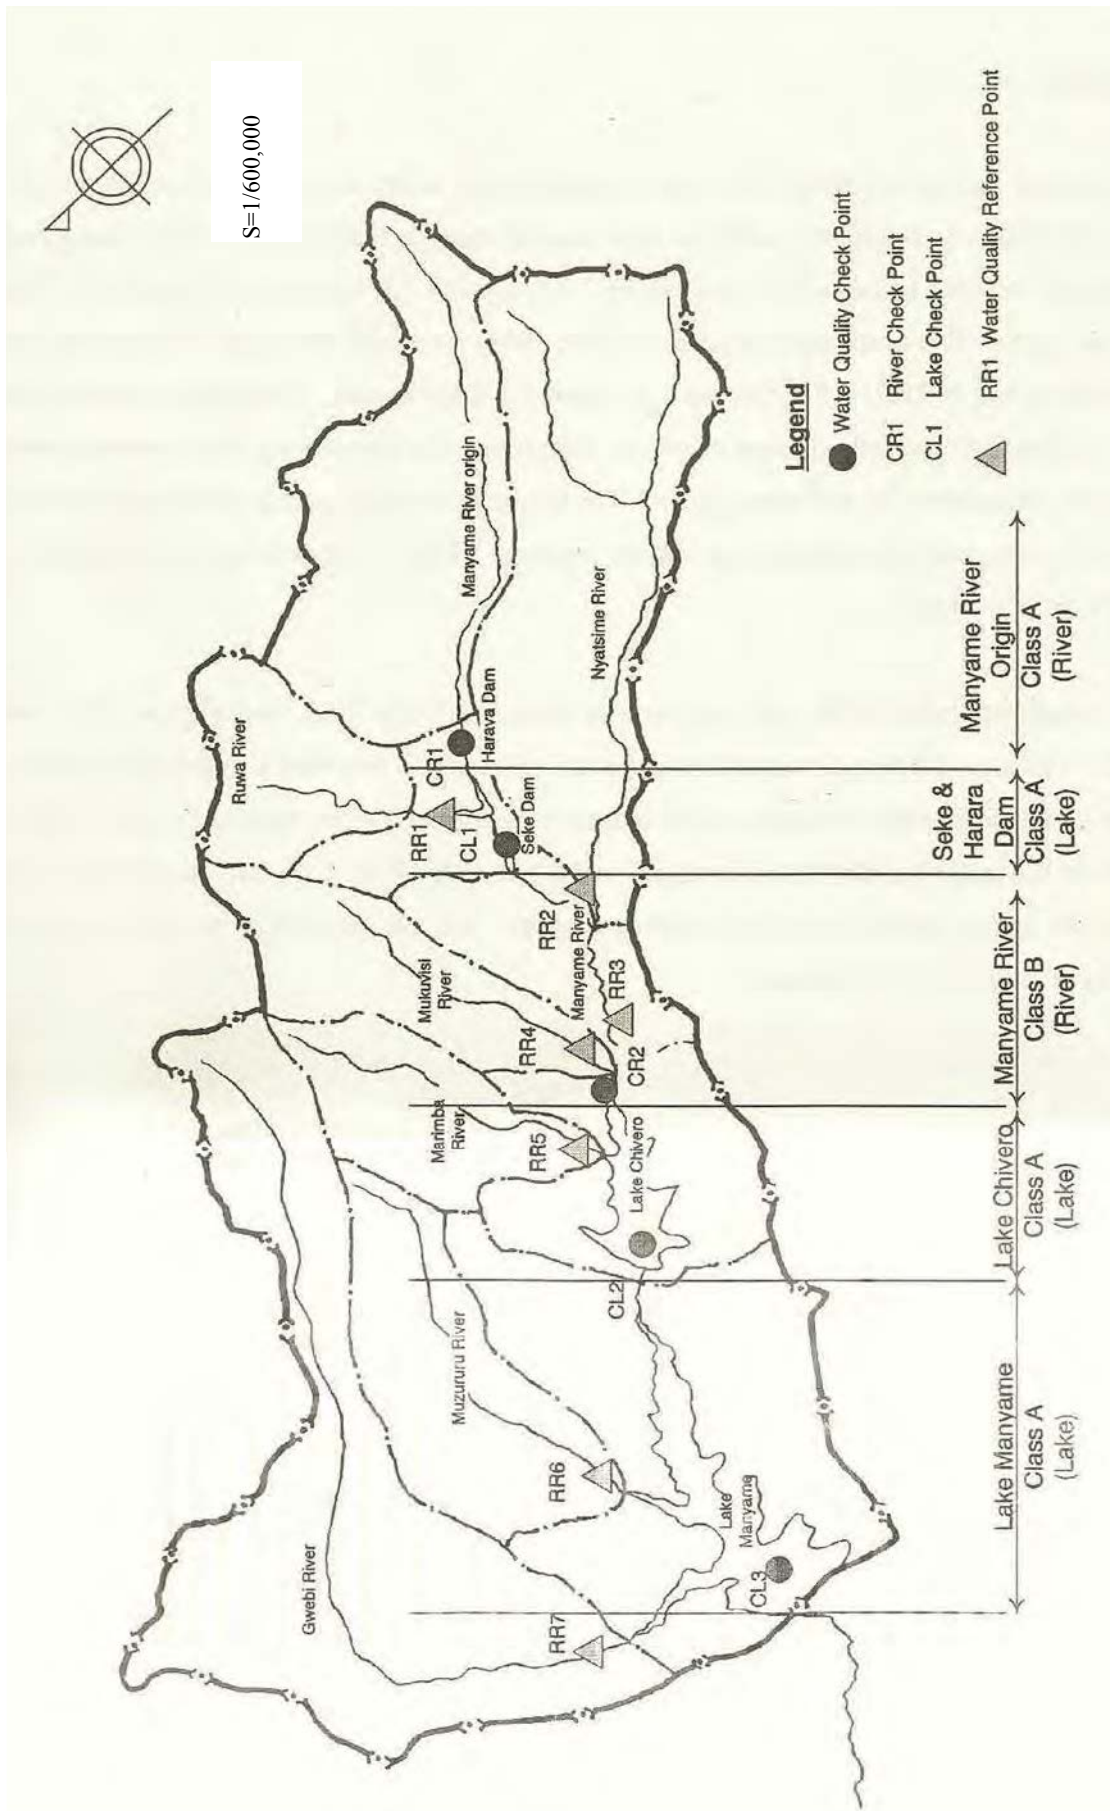 S=1/600,000
Gwebi River
Muzururu River
Marimba
River
Mukuvisi
River
Ruwa River
Manyame River origin
Nyatsime River
Harava Dam
Seke Dam
Manyame River
Lake Chivero
Lake
Manyame
CR1
RR1
CL1
RR2
RR3
RR4
CR2
RR5
CL2
RR6
RR7
CL3
Lake Manyame
Class A
(Lake)
Lake Chivero
Class A
(Lake)
Manyame River
Class B
(River)
Seke &
Harara
Dam
Class A
(Lake)
Manyame River
Origin
Class A
(River)
Legend
Water Quality Check Point
CR1 River Check Point
CL1 Lake Check Point
RR1 Water Quality Reference Point